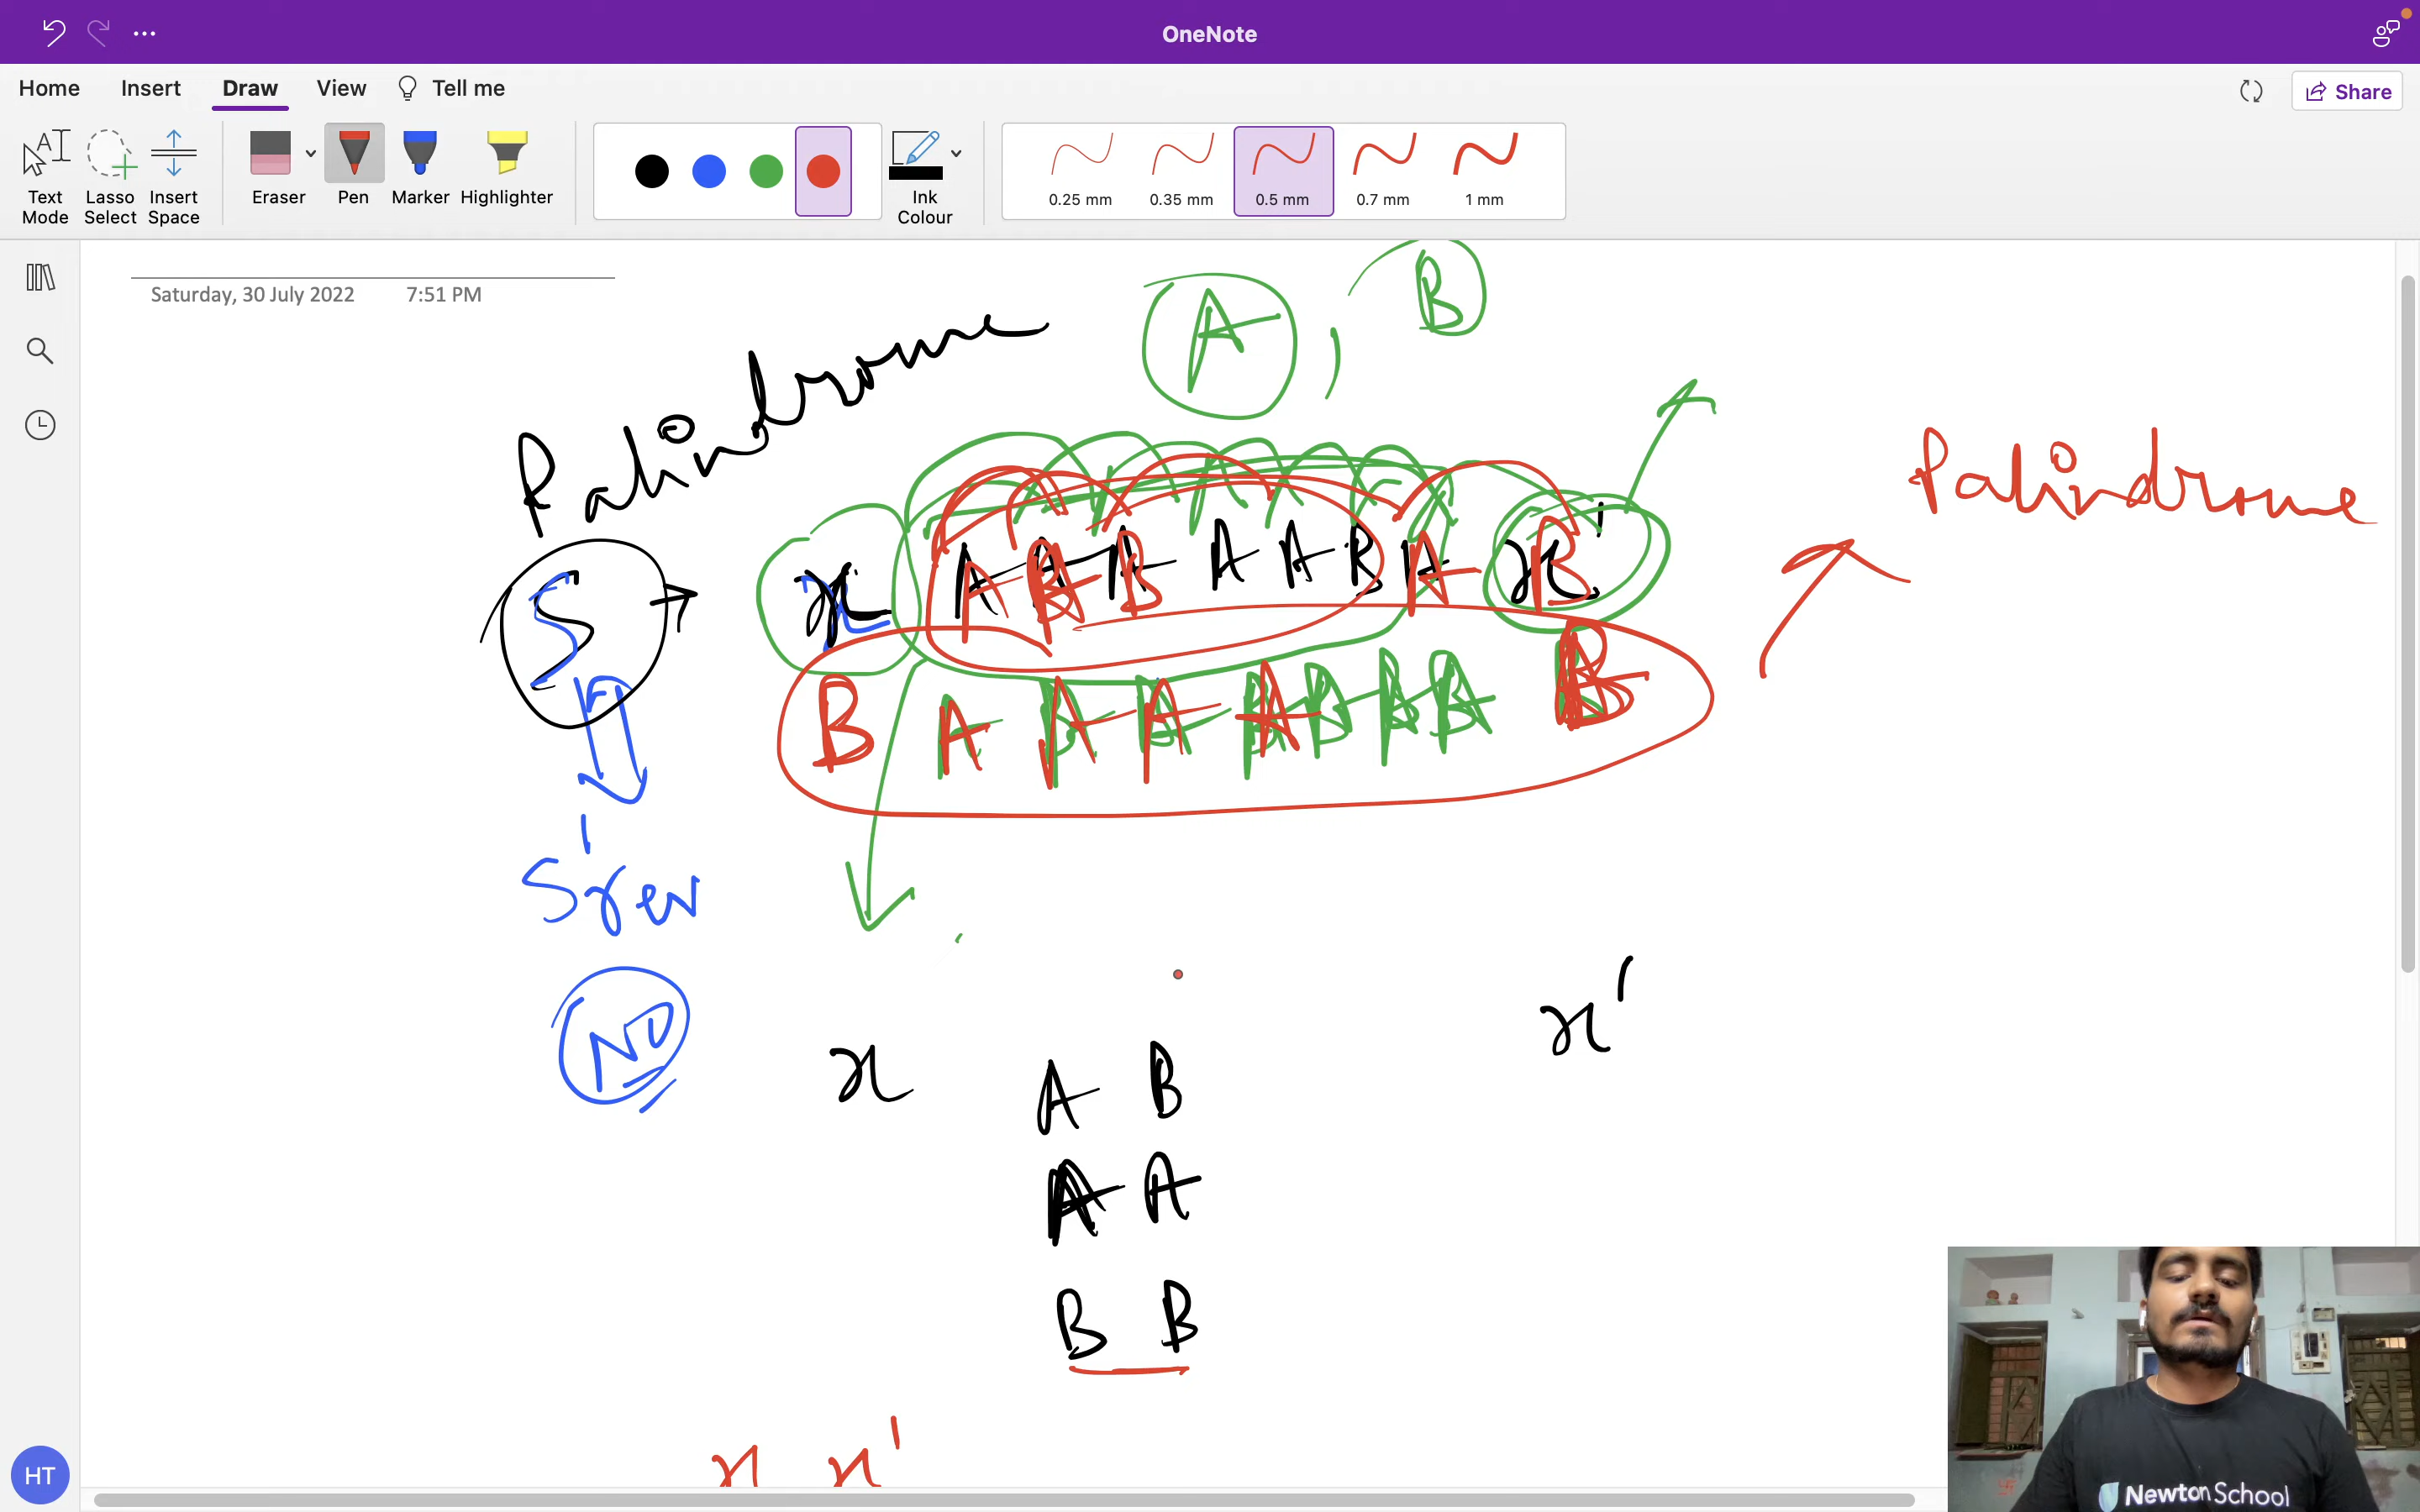 OneNote
Home Insert Draw View Tell me
Share
Text Mode
Lasso Select
Insert Space
Eraser
Pen
Marker
Highlighter
Ink Colour
0.25 mm
0.35 mm
0.5 mm
0.7 mm
1 mm
Saturday, 30 July 2022 7:51 PM
A , B
Palindrome
Palindrome
S
x
x'
Srev
NO
x
A B
x'
A A
B B
x x'
HT
Newton School